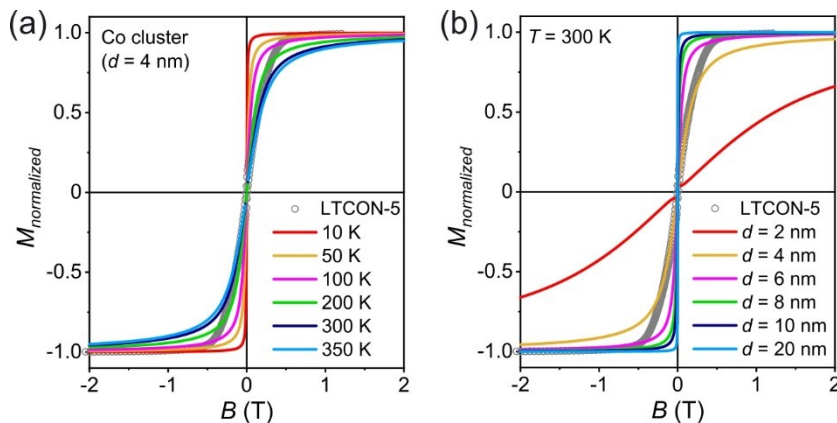 (a)
Co cluster
(d = 4 nm)
1.0
0.5
0
-0.5
-1.0
M_normalized
LTCON-5
10 K
50 K
100 K
200 K
300 K
350 K
-2 -1 0 1 2
B (T)
(b)
T = 300 K
1.0
0.5
0
-0.5
-1.0
M_normalized
LTCON-5
d = 2 nm
d = 4 nm
d = 6 nm
d = 8 nm
d = 10 nm
d = 20 nm
-2 -1 0 1 2
B (T)